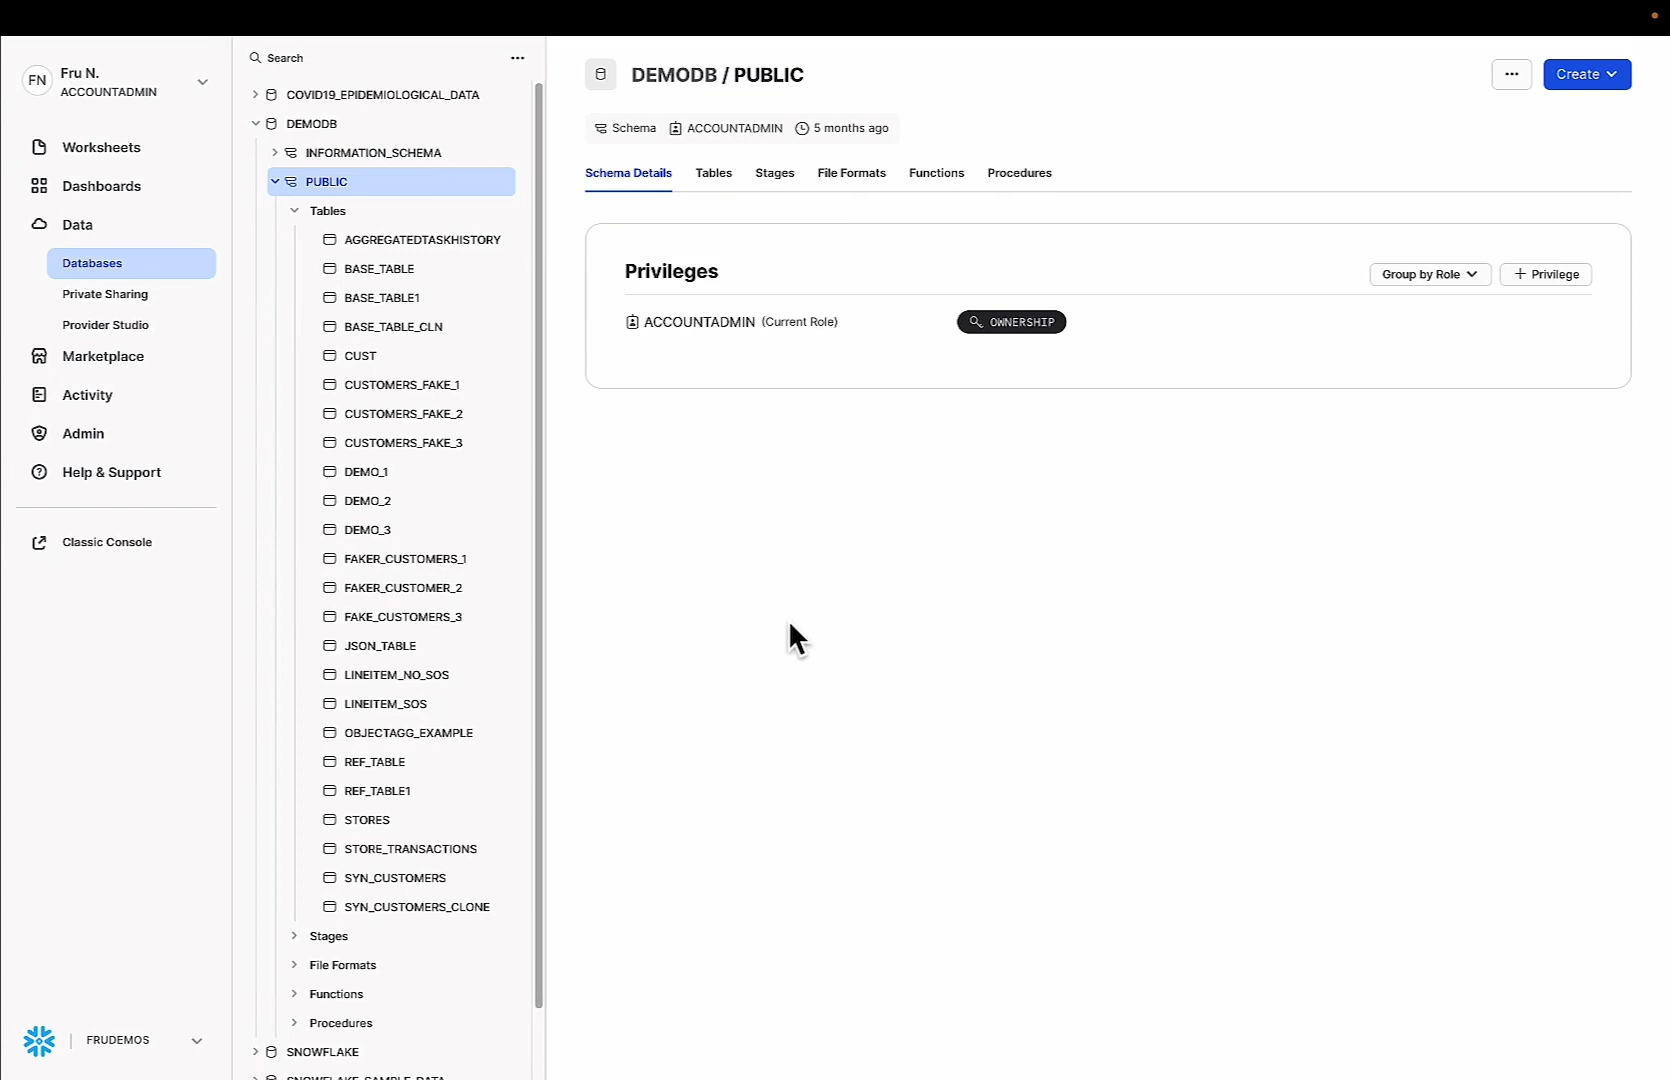 FN
Fru N.
ACCOUNTADMIN
Worksheets
Dashboards
Data
Databases
Private Sharing
Provider Studio
Marketplace
Activity
Admin
Help & Support
Classic Console
FRUDEMOS
Search
COVID19_EPIDEMIOLOGICAL_DATA
DEMODB
INFORMATION_SCHEMA
PUBLIC
Tables
AGGREGATEDTASKHISTORY
BASE_TABLE
BASE_TABLE1
BASE_TABLE_CLN
CUST
CUSTOMERS_FAKE_1
CUSTOMERS_FAKE_2
CUSTOMERS_FAKE_3
DEMO_1
DEMO_2
DEMO_3
FAKER_CUSTOMERS_1
FAKER_CUSTOMER_2
FAKE_CUSTOMERS_3
JSON_TABLE
LINEITEM_NO_SOS
LINEITEM_SOS
OBJECTAGG_EXAMPLE
REF_TABLE
REF_TABLE1
STORES
STORE_TRANSACTIONS
SYN_CUSTOMERS
SYN_CUSTOMERS_CLONE
Stages
File Formats
Functions
Procedures
SNOWFLAKE
SNOWFLAKE_SAMPLE_DATA
DEMODB / PUBLIC
Create
Schema ACCOUNTADMIN 5 months ago
Schema Details Tables Stages File Formats Functions Procedures
Privileges
Group by Role + Privilege
ACCOUNTADMIN (Current Role) OWNERSHIP